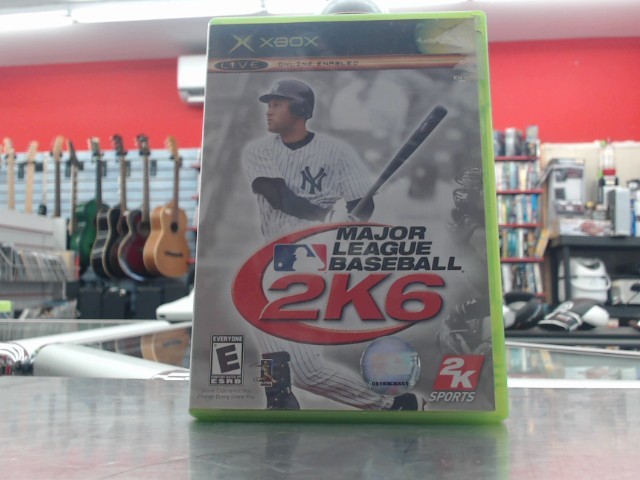 XBOX
LIVE ONLINE ENABLED
NY
MAJOR
LEAGUE
BASEBALL
2K6
EVERYONE
E
ESRB
2K
SPORTS